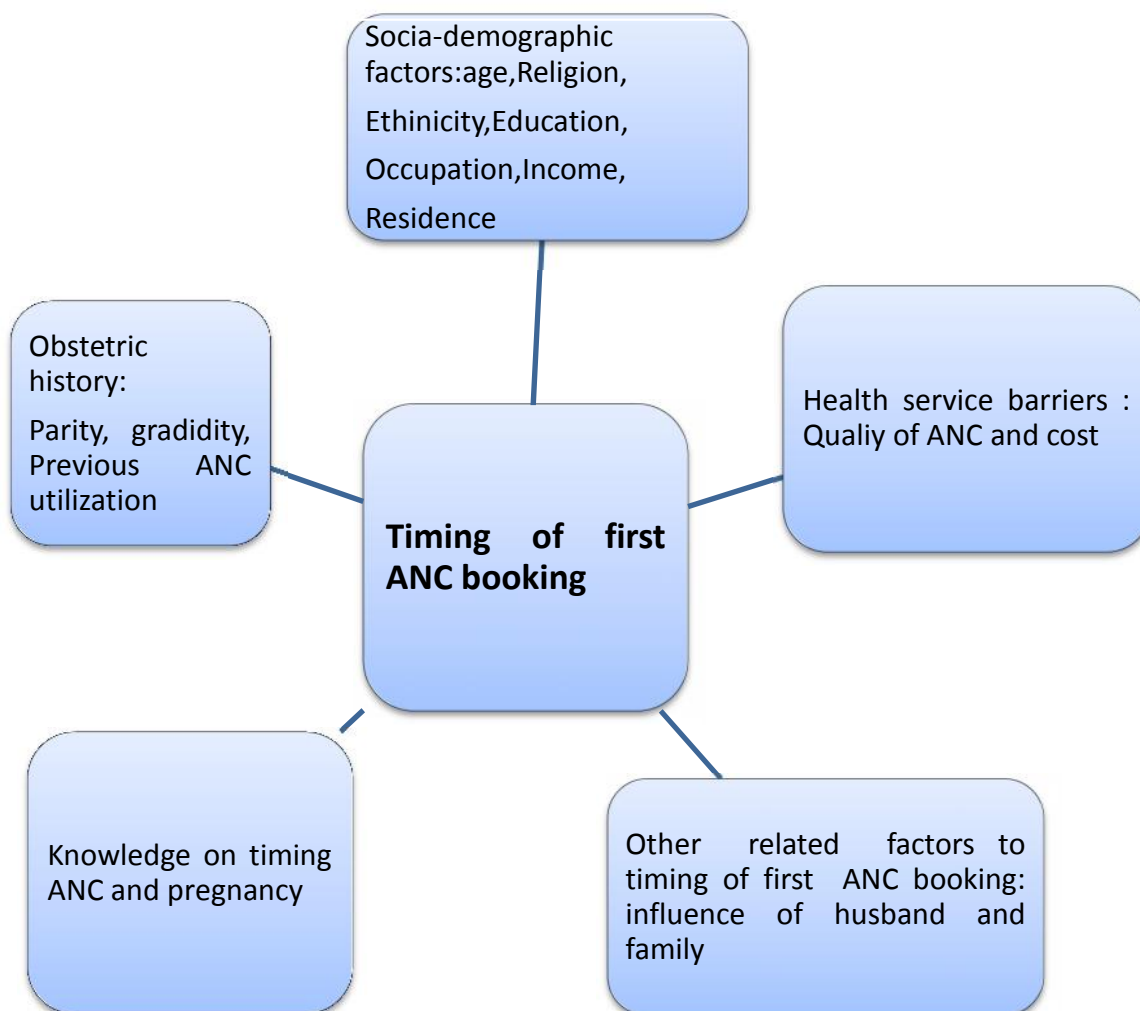 Socia-demographic
factors:age,Religion,
Ethinicity,Education,
Occupation,Income,
Residence
Obstetric
history:
Parity, gradidity,
Previous ANC
utilization
Health service barriers :
Qualiy of ANC and cost
Timing of first
ANC booking
Knowledge on timing
ANC and pregnancy
Other related factors to
timing of first ANC booking:
influence of husband and
family